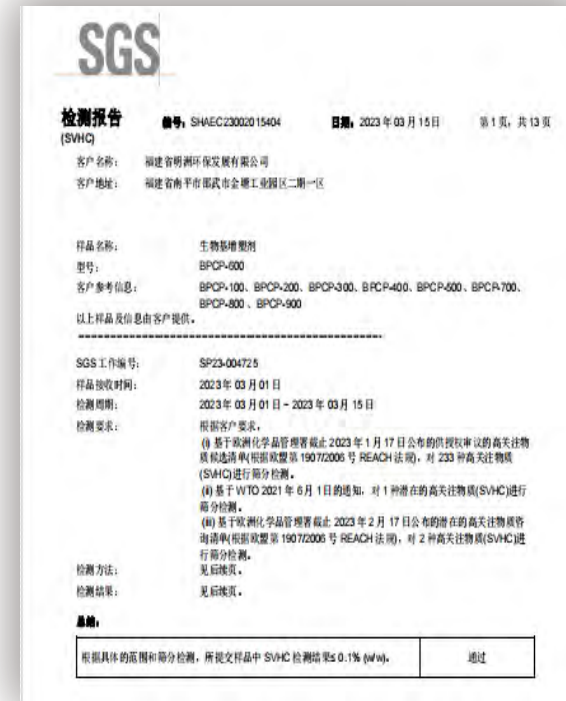 SGS
检测报告 编号: SHAEC23002015404 日期: 2023年03月15日 第1页, 共13页
(SVHC)
客户名称: 福建省明洲环保发展有限公司
客户地址: 福建省南平市邵武市金塘工业园区二期一区
样品名称: 生物基增塑剂
型号: BPCP-600
客户参考信息: BPCP-100、BPCP-200、BPCP-300、BPCP-400、BPCP-500、BPCP-700、
BPCP-800、BPCP-900
以上样品及信息由客户提供。
SGS工作编号: SP23-004725
样品接收时间: 2023年03月01日
检测周期: 2023年03月01日 - 2023年03月15日
检测要求: 根据客户要求,
(i) 基于欧洲化学品管理署截止2023年1月17日公布的供授权审议的高关注物
质候选清单(根据欧盟第1907/2006号REACH法规), 对233种高关注物质
(SVHC)进行筛分检测。
(ii) 基于WTO 2021年6月1日的通知, 对1种潜在的高关注物质(SVHC)进行
筛分检测。
(iii) 基于欧洲化学品管理署截止2023年2月17日公布的潜在的高关注物质咨
询清单(根据欧盟第1907/2006号REACH法规), 对2种高关注物质(SVHC)进
行筛分检测。
检测方法: 见后续页。
检测结果: 见后续页。
总结:
根据具体的范围和筛分检测, 所提交样品中SVHC检测结果≤ 0.1% (w/w)。 通过